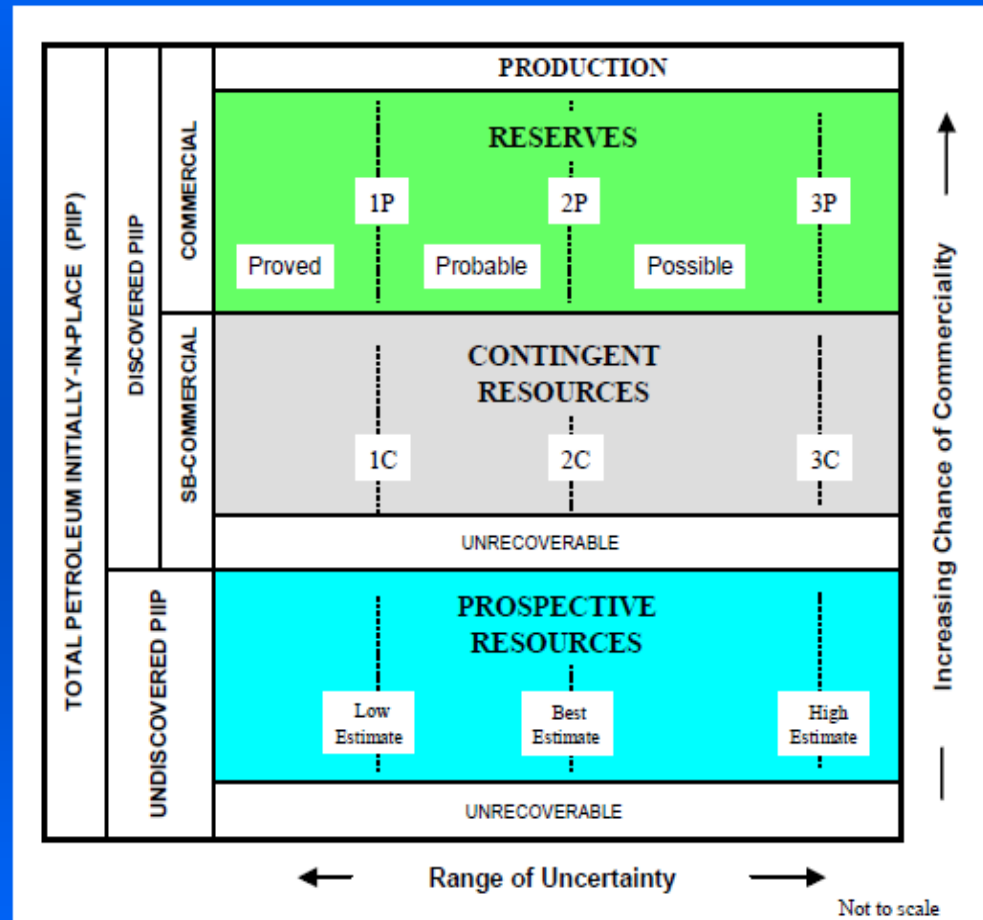 TOTAL PETROLEUM INITIALLY-IN-PLACE (PIIP)
DISCOVERED PIIP
COMMERCIAL
PRODUCTION
RESERVES
1P
2P
3P
Proved
Probable
Possible
SB-COMMERCIAL
CONTINGENT
RESOURCES
1C
2C
3C
UNRECOVERABLE
UNDISCOVERED PIIP
PROSPECTIVE
RESOURCES
Low
Estimate
Best
Estimate
High
Estimate
UNRECOVERABLE
Increasing Chance of Commerciality
Range of Uncertainty
Not to scale